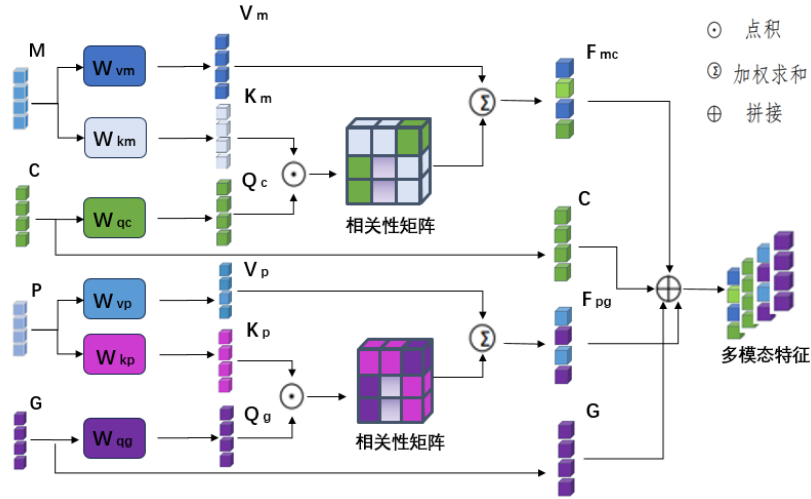 V m
M
W vm
K m
W km
C
Q c
W qc
相关性矩阵
F mc
点积
加权求和
拼接
C
P
V p
W vp
K p
W kp
G
Q g
W qg
相关性矩阵
F pg
G
多模态特征